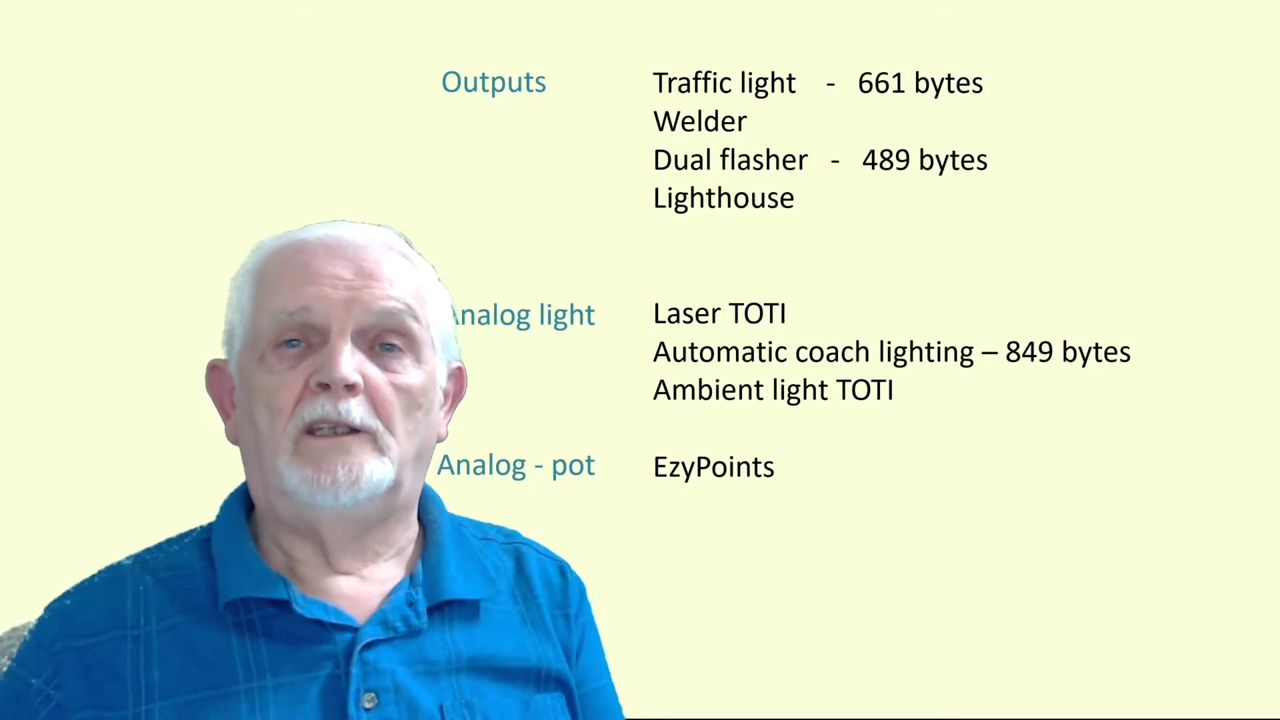 Outputs Traffic light - 661 bytes
Welder
Dual flasher - 489 bytes
Lighthouse
Analog light Laser TOTI
Automatic coach lighting – 849 bytes
Ambient light TOTI
Analog - pot EzyPoints